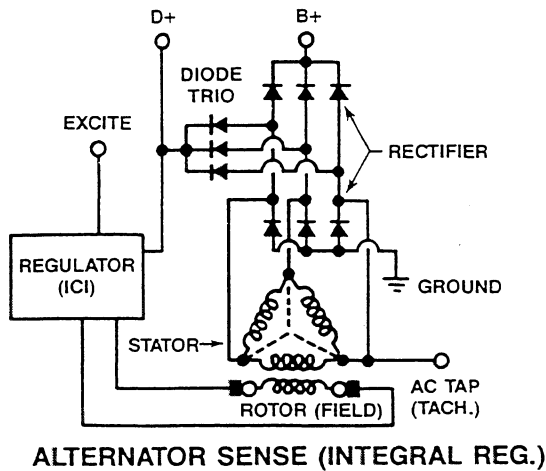 D+
B+
DIODE
TRIO
EXCITE
RECTIFIER
REGULATOR
(ICI)
GROUND
STATOR
AC TAP
(TACH.)
ROTOR (FIELD)
ALTERNATOR SENSE (INTEGRAL REG.)